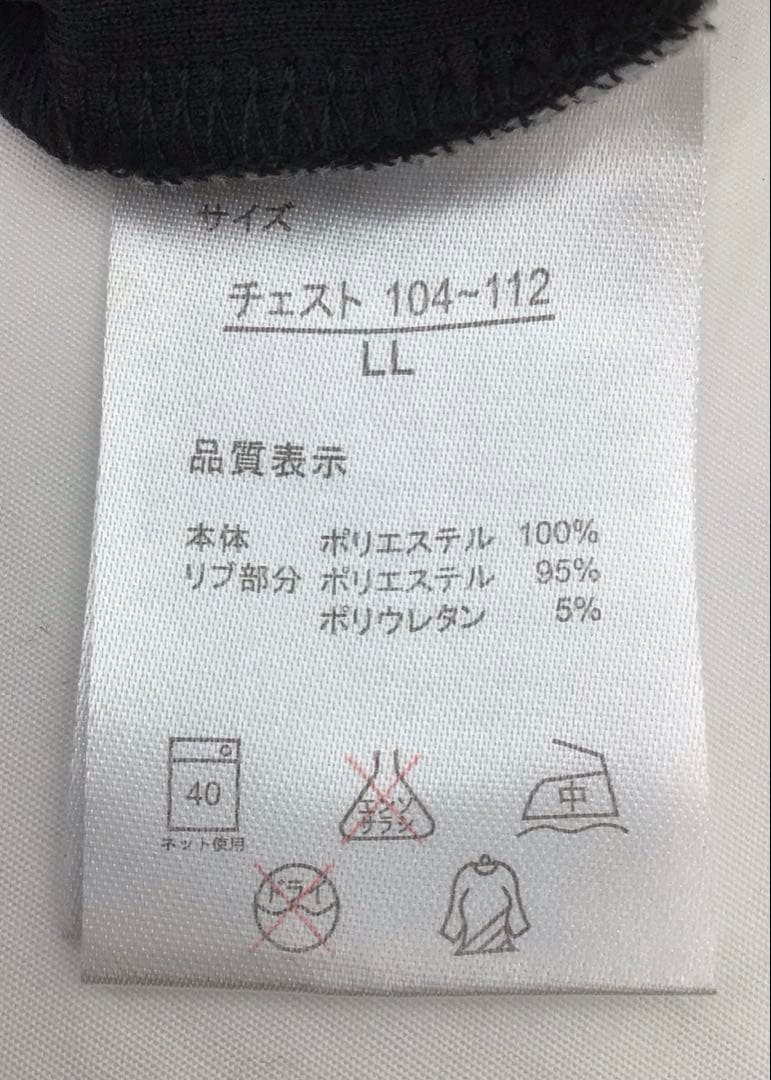 サイズ
チェスト 104~112
LL
品質表示
本体 ポリエステル 100%
リブ部分 ポリエステル 95%
ポリウレタン 5%
40
ネット使用
エンソ
サラシ
中
ドライ